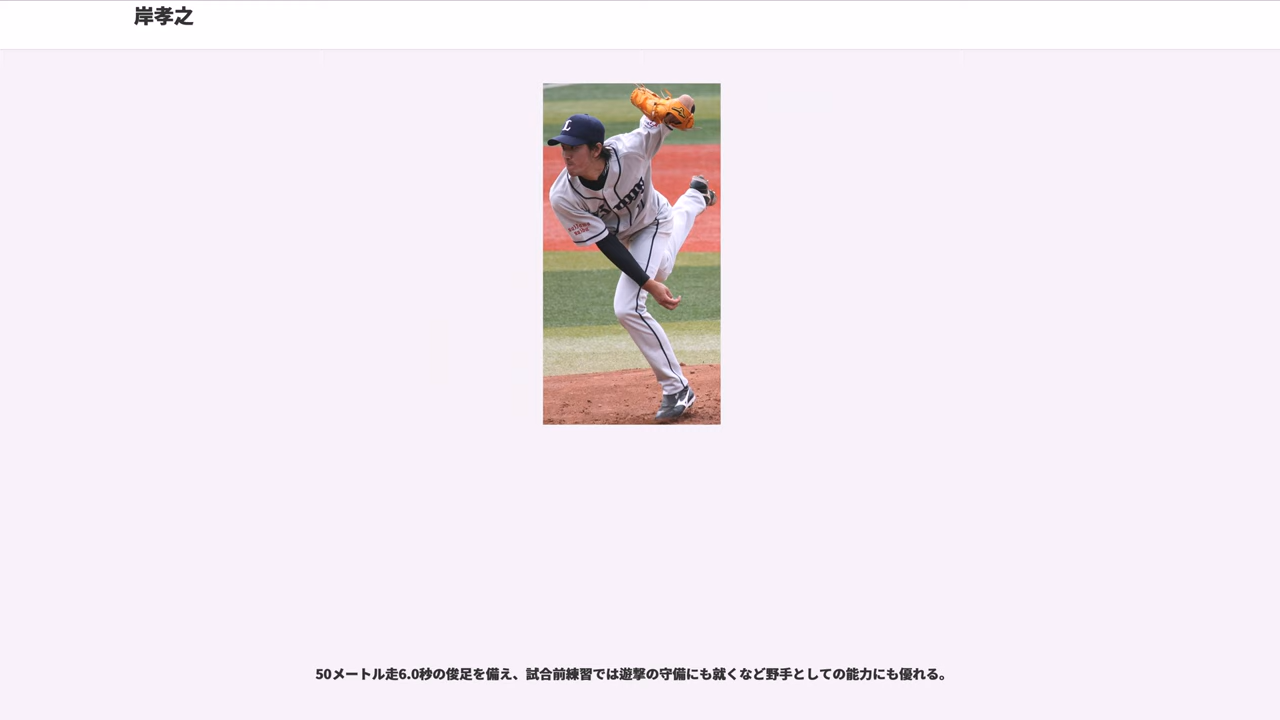 岸孝之
L
50メートル走6.0秒の俊足を備え、試合前練習では遊撃の守備にも就くなど野手としての能力にも優れる。